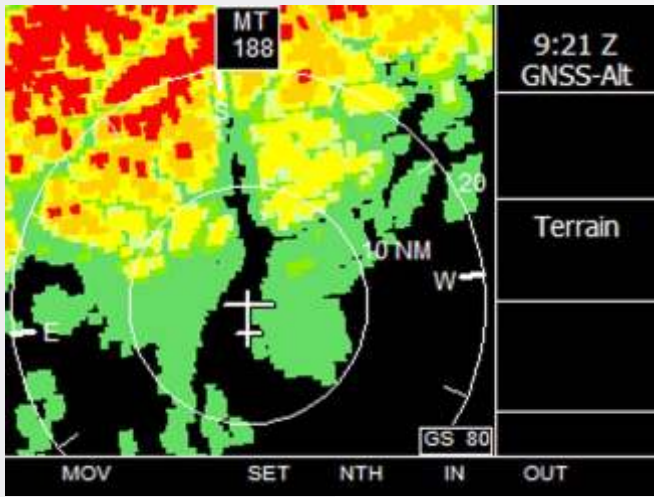 MT
188
9:21 Z
GNSS-Alt
S
20
Terrain
10 NM
W
E
GS 80
MOV SET NTH IN OUT